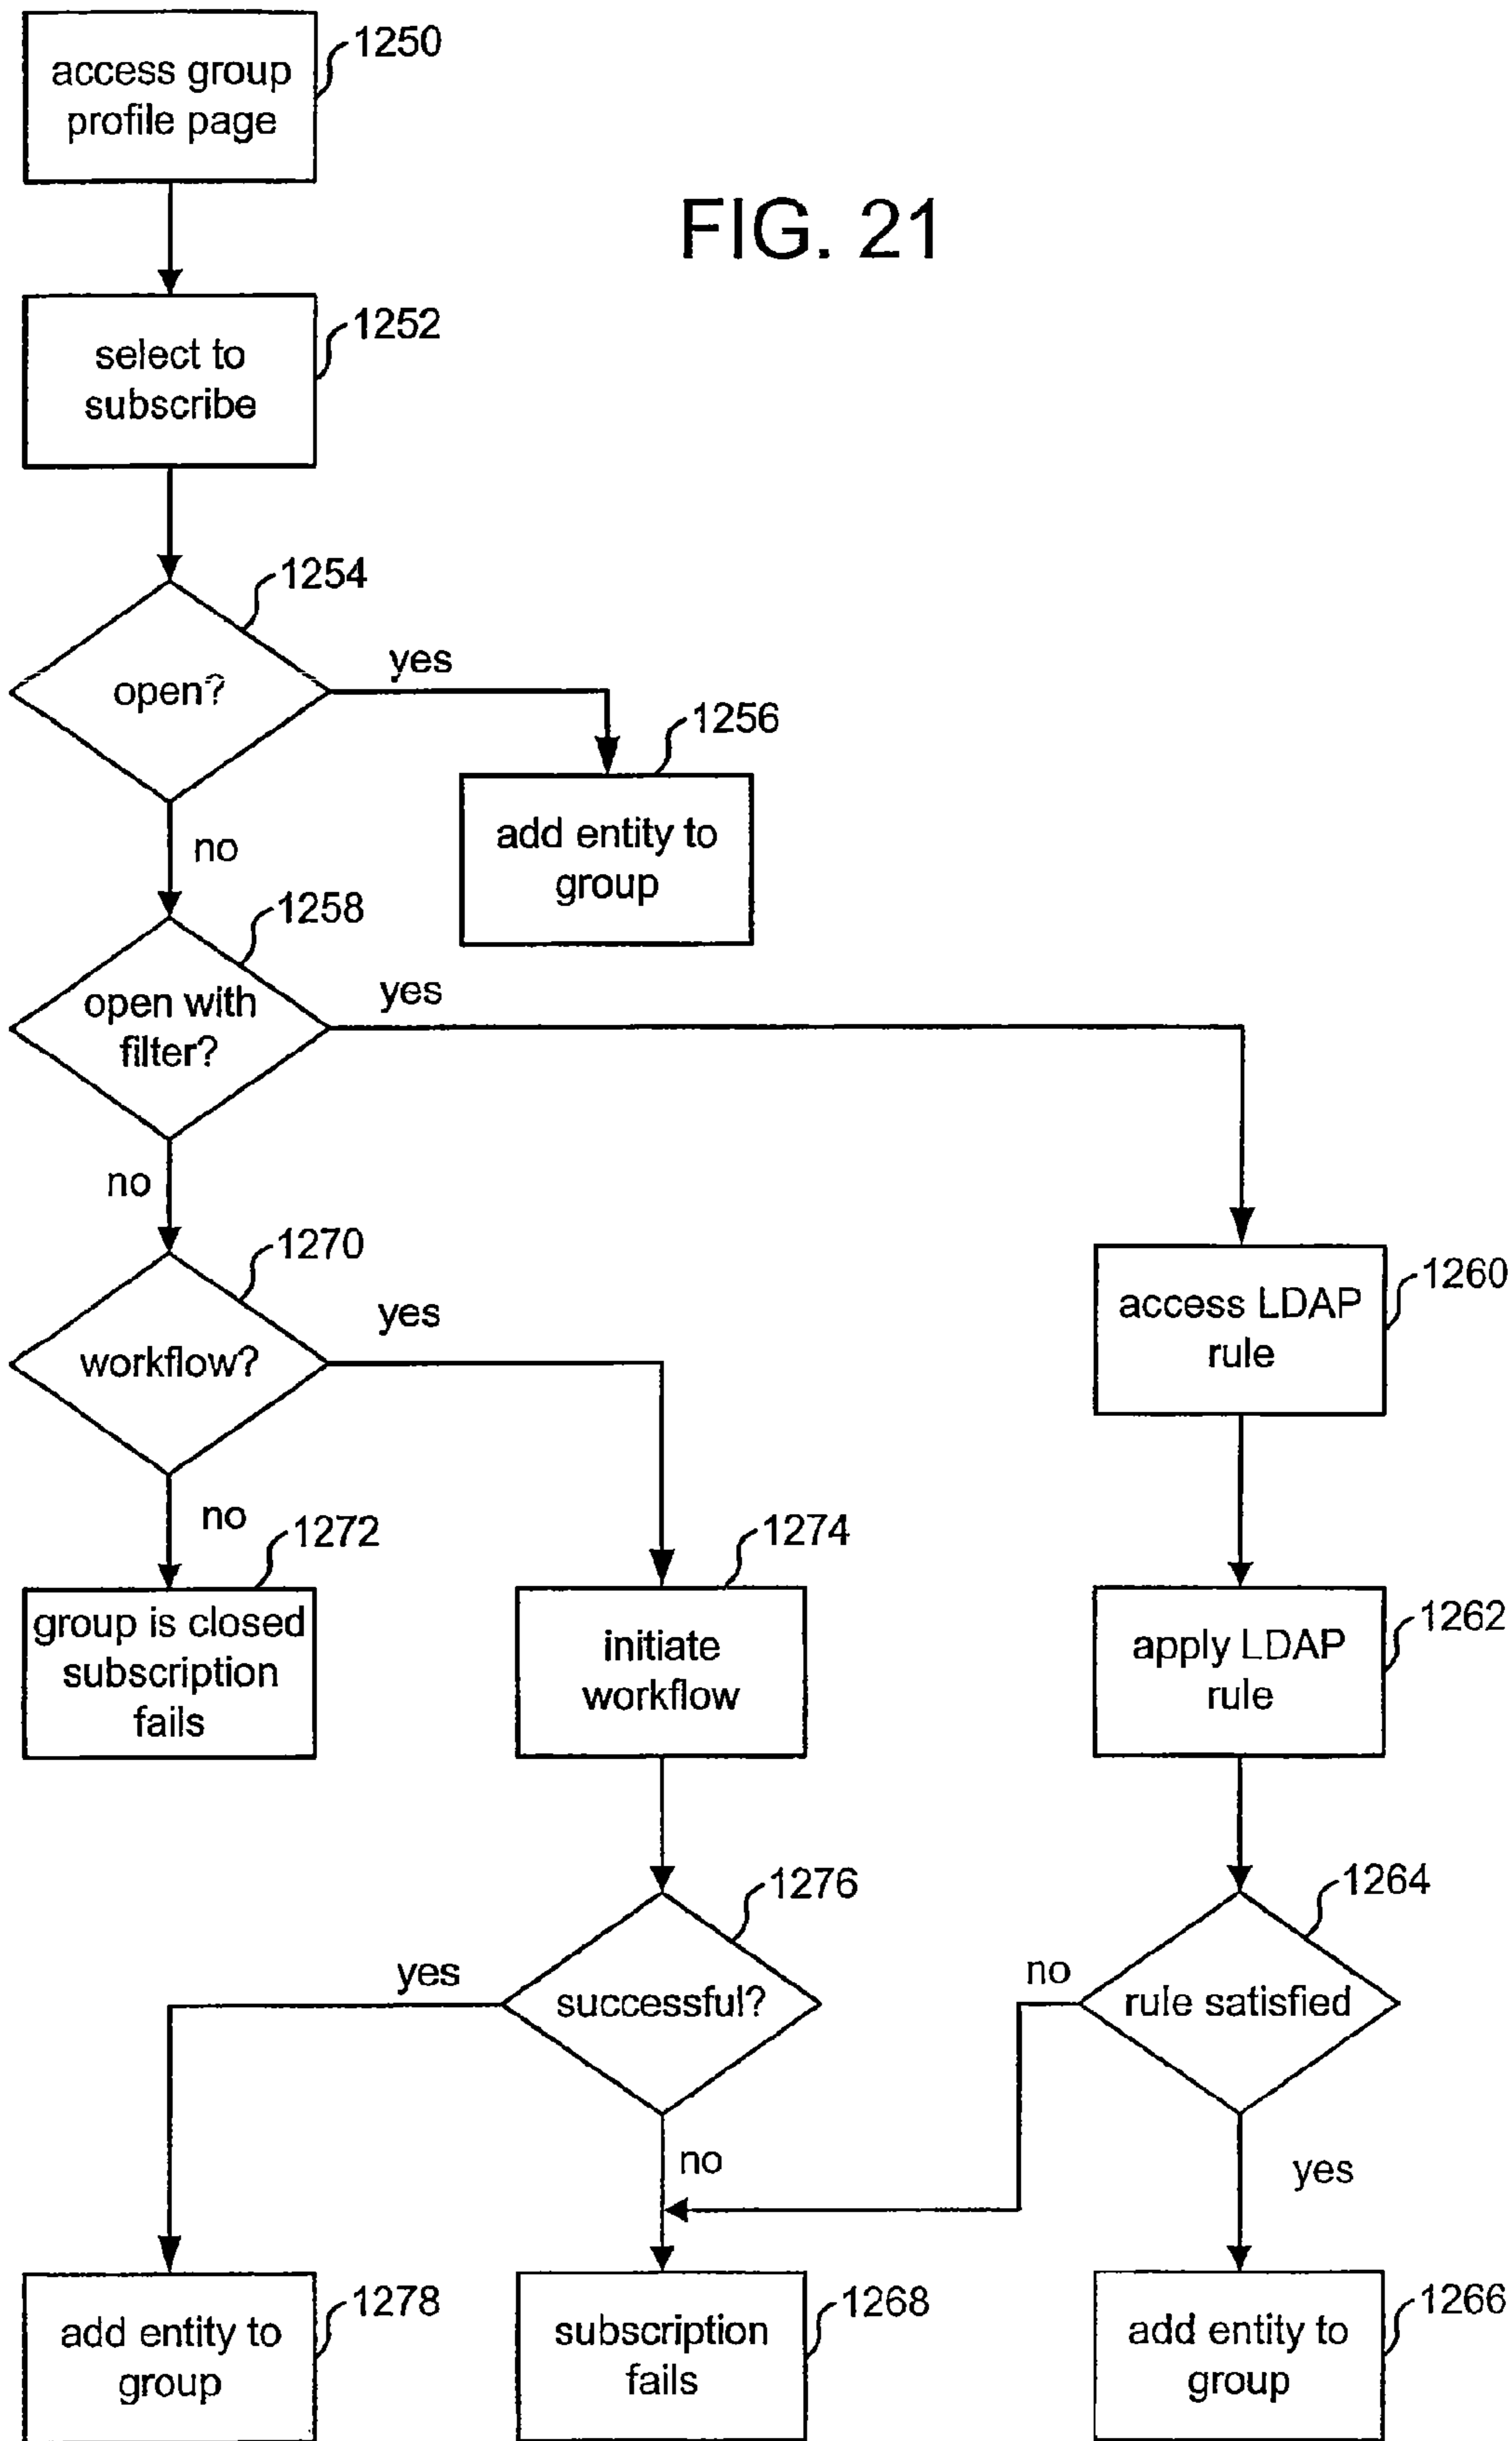 1250
access group
profile page
FIG. 21
1252
select to
subscribe
1254
open?
yes
1256
add entity to
group
no
1258
open with
filter?
yes
no
1270
workflow?
yes
1260
access LDAP
rule
no
1272
group is closed
subscription
fails
1274
initiate
workflow
1262
apply LDAP
rule
1276
successful?
yes
no
1264
rule satisfied
no
yes
1278
add entity to
group
1268
subscription
fails
1266
add entity to
group